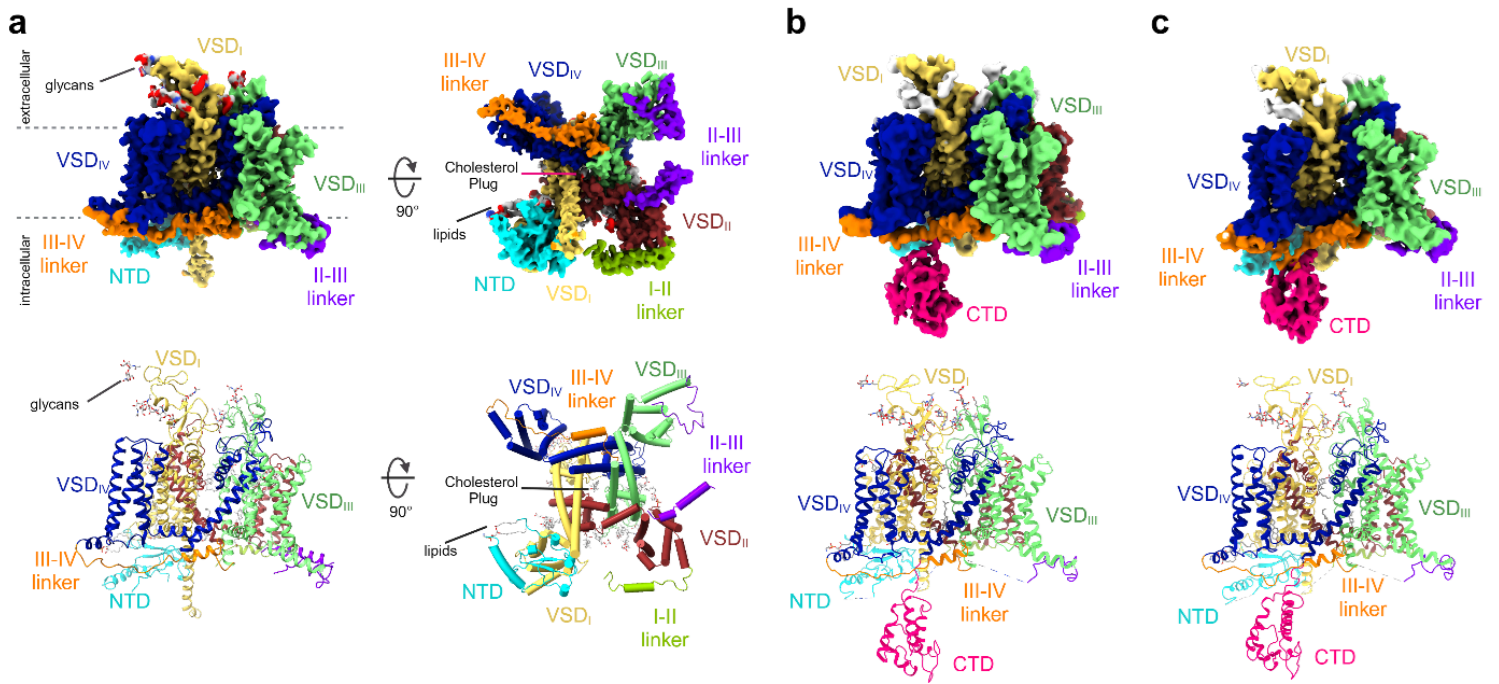 a
b
c
VSDI
glycans
extracellular
intracellular
VSDIV
VSDIII
III-IV
linker
NTD
II-III
linker
90°
III-IV
linker
VSDIV
VSDIII
II-III
linker
Cholesterol
Plug
lipids
VSDII
NTD
VSDI
I-II
linker
VSDI
VSDIII
VSDIV
III-IV
linker
II-III
linker
CTD
VSDI
VSDIV
VSDIII
III-IV
linker
II-III
linker
CTD
VSDI
glycans
VSDIV
VSDIII
III-IV
linker
NTD
90°
VSDIV
III-IV
linker
VSDIII
II-III
linker
Cholesterol
Plug
lipids
VSDII
NTD
VSDI
I-II
linker
VSDI
VSDIV
VSDIII
NTD
III-IV
linker
CTD
VSDI
VSDIV
VSDIII
NTD
III-IV
linker
CTD